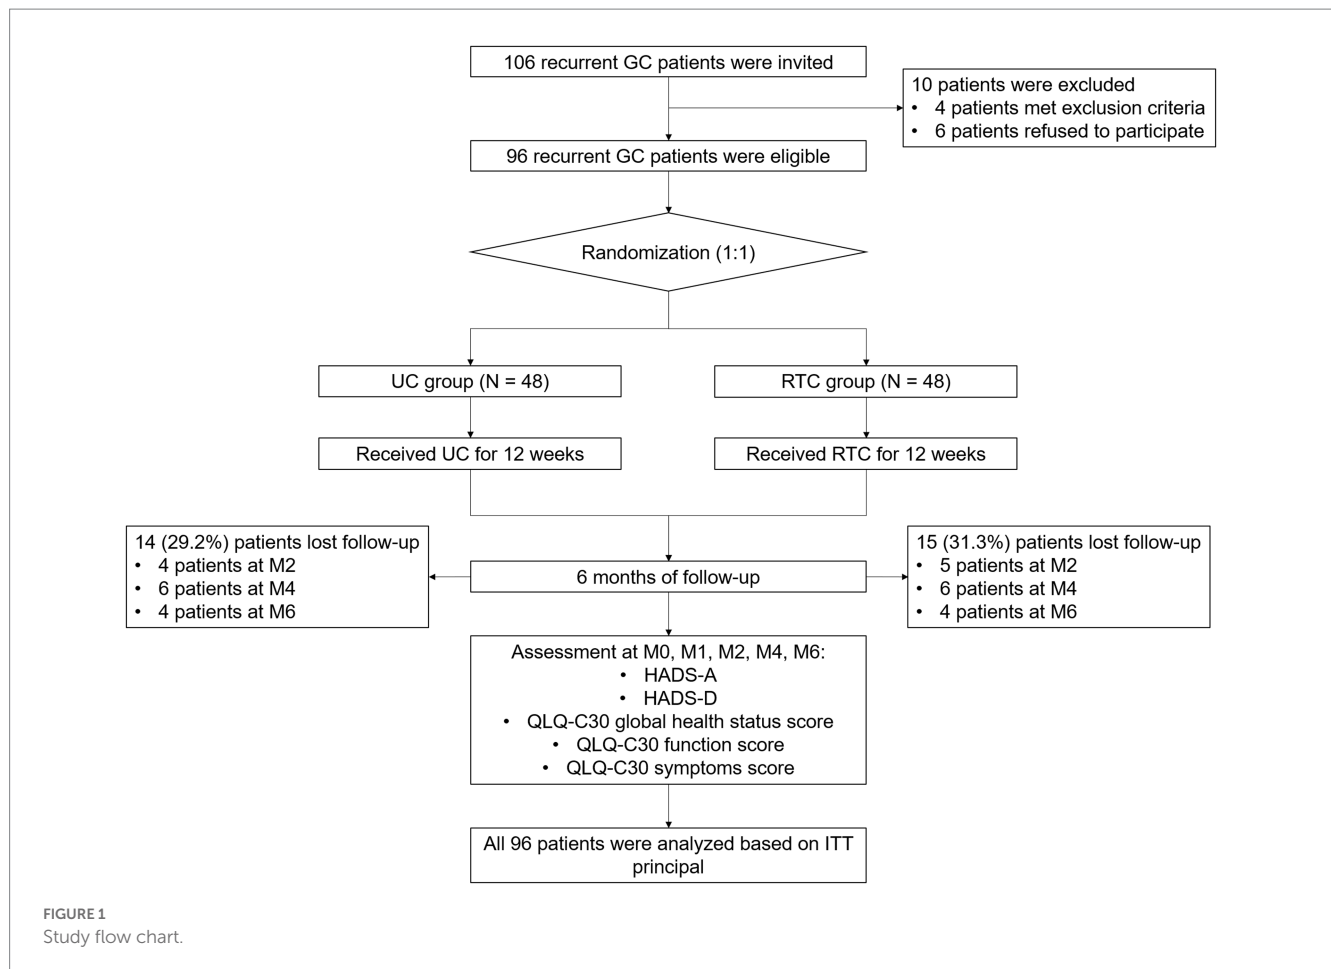 106 recurrent GC patients were invited
10 patients were excluded
• 4 patients met exclusion criteria
• 6 patients refused to participate
96 recurrent GC patients were eligible
Randomization (1:1)
UC group (N = 48)
RTC group (N = 48)
Received UC for 12 weeks
Received RTC for 12 weeks
14 (29.2%) patients lost follow-up
• 4 patients at M2
• 6 patients at M4
• 4 patients at M6
6 months of follow-up
15 (31.3%) patients lost follow-up
• 5 patients at M2
• 6 patients at M4
• 4 patients at M6
Assessment at M0, M1, M2, M4, M6:
• HADS-A
• HADS-D
• QLQ-C30 global health status score
• QLQ-C30 function score
• QLQ-C30 symptoms score
All 96 patients were analyzed based on ITT
principal
FIGURE 1
Study flow chart.